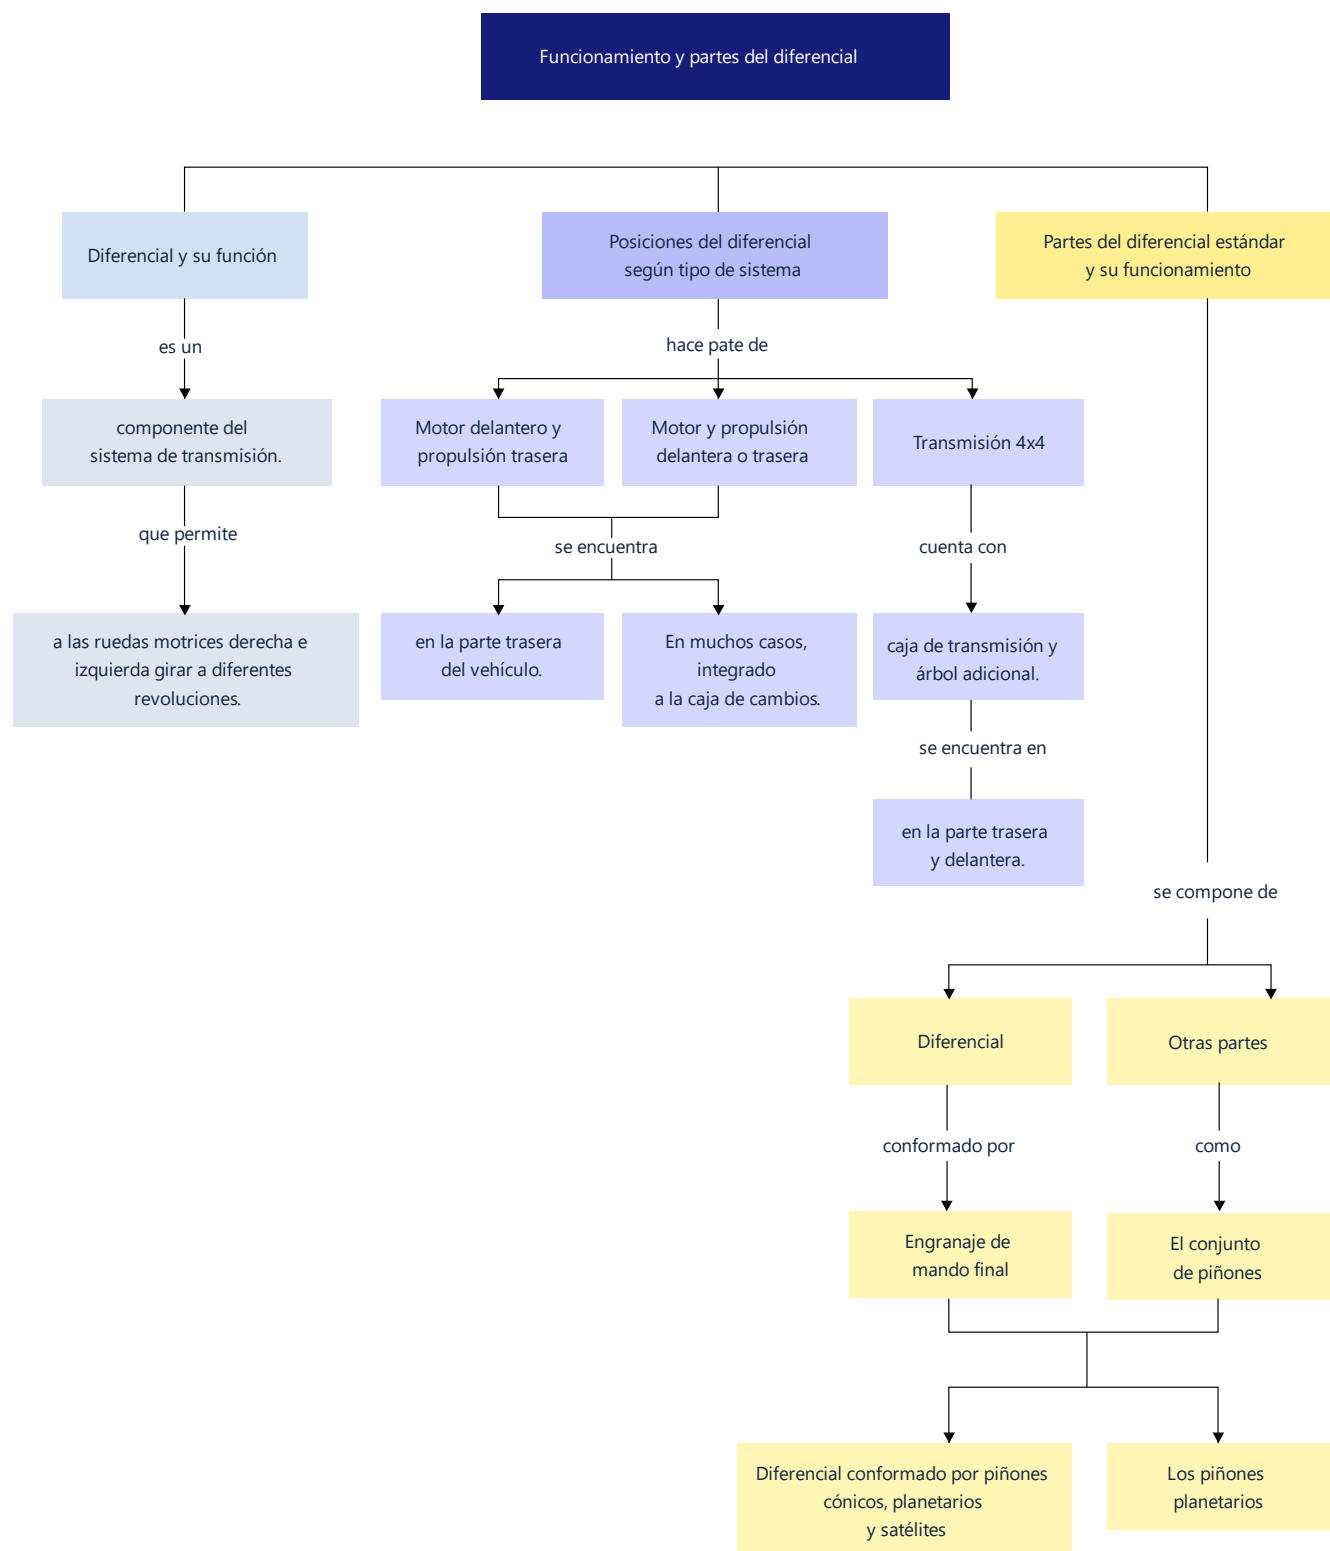 Funcionamiento y partes del diferencial
Diferencial y su función
es un
componente del
sistema de transmisión.
que permite
a las ruedas motrices derecha e
izquierda girar a diferentes
revoluciones.
Posiciones del diferencial
según tipo de sistema
hace pate de
Motor delantero y
propulsión trasera
Motor y propulsión
delantera o trasera
se encuentra
en la parte trasera
del vehículo.
En muchos casos,
integrado
a la caja de cambios.
Transmisión 4x4
cuenta con
caja de transmisión y
árbol adicional.
se encuentra en
en la parte trasera
y delantera.
Partes del diferencial estándar
y su funcionamiento
se compone de
Diferencial
conformado por
Engranaje de
mando final
Otras partes
como
El conjunto
de piñones
Diferencial conformado por piñones
cónicos, planetarios
y satélites
Los piñones
planetarios